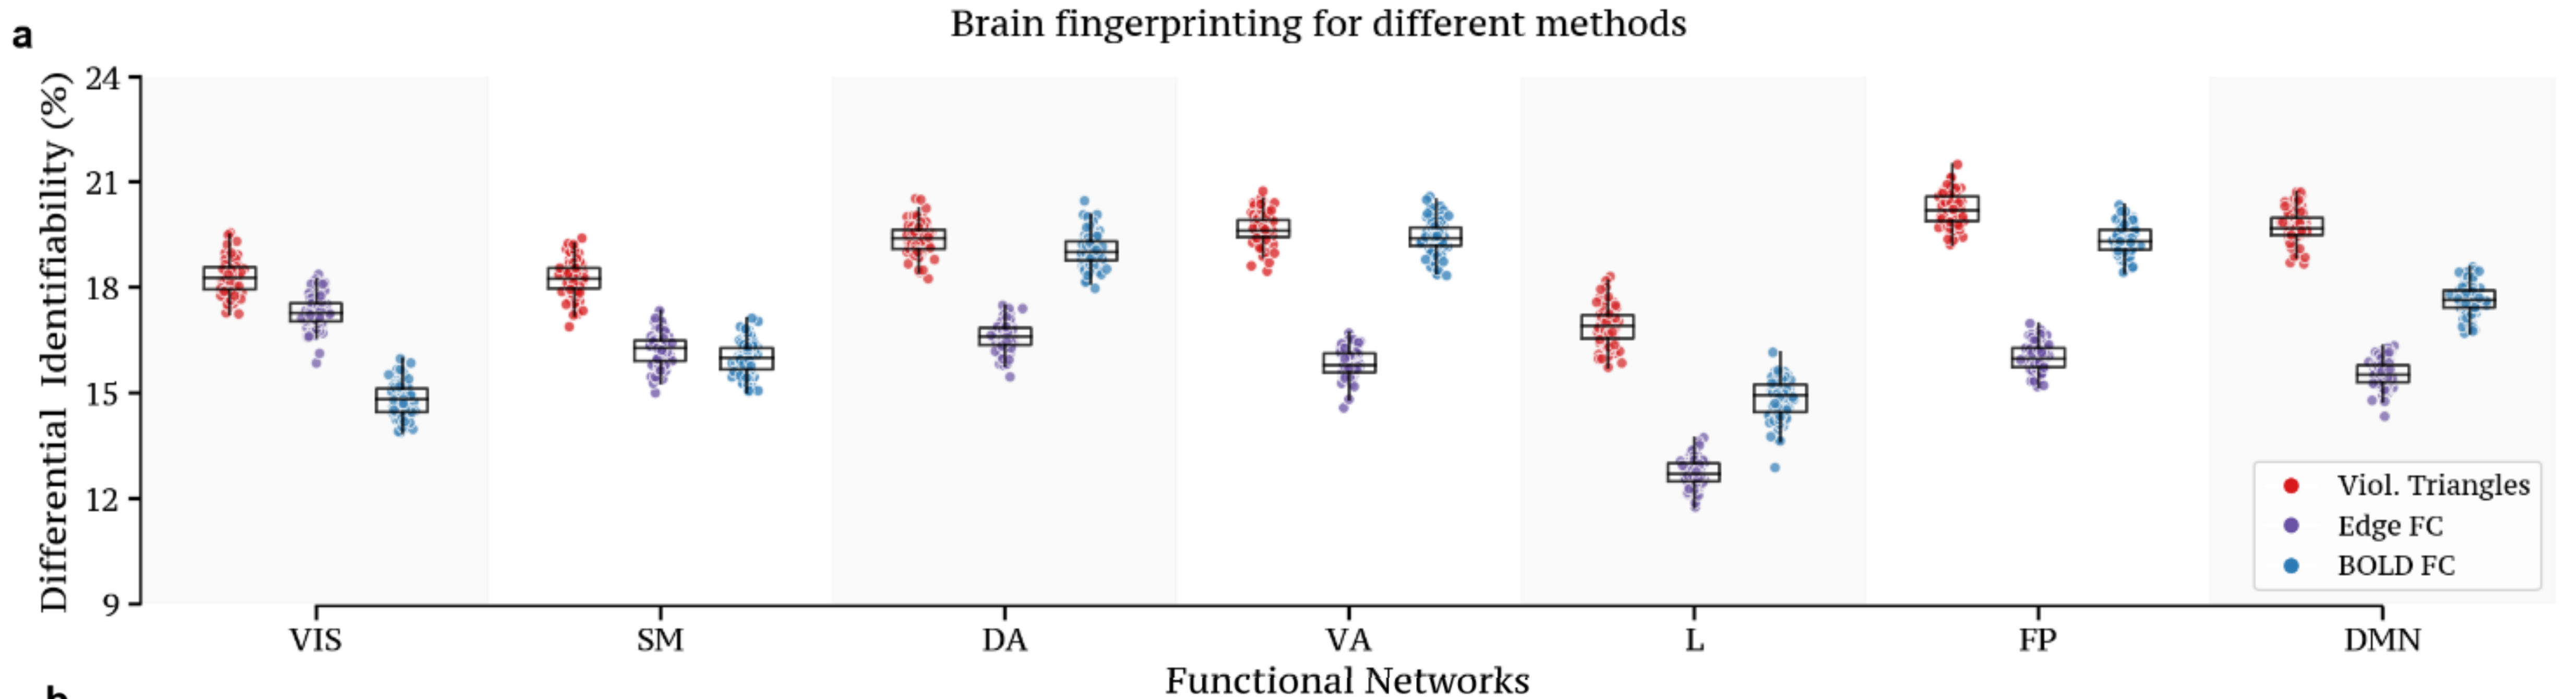 a
Brain fingerprinting for different methods
Differential Identifiability (%)
24
21
18
15
12
9
Viol. Triangles
Edge FC
BOLD FC
VIS SM DA VA L FP DMN
Functional Networks
b